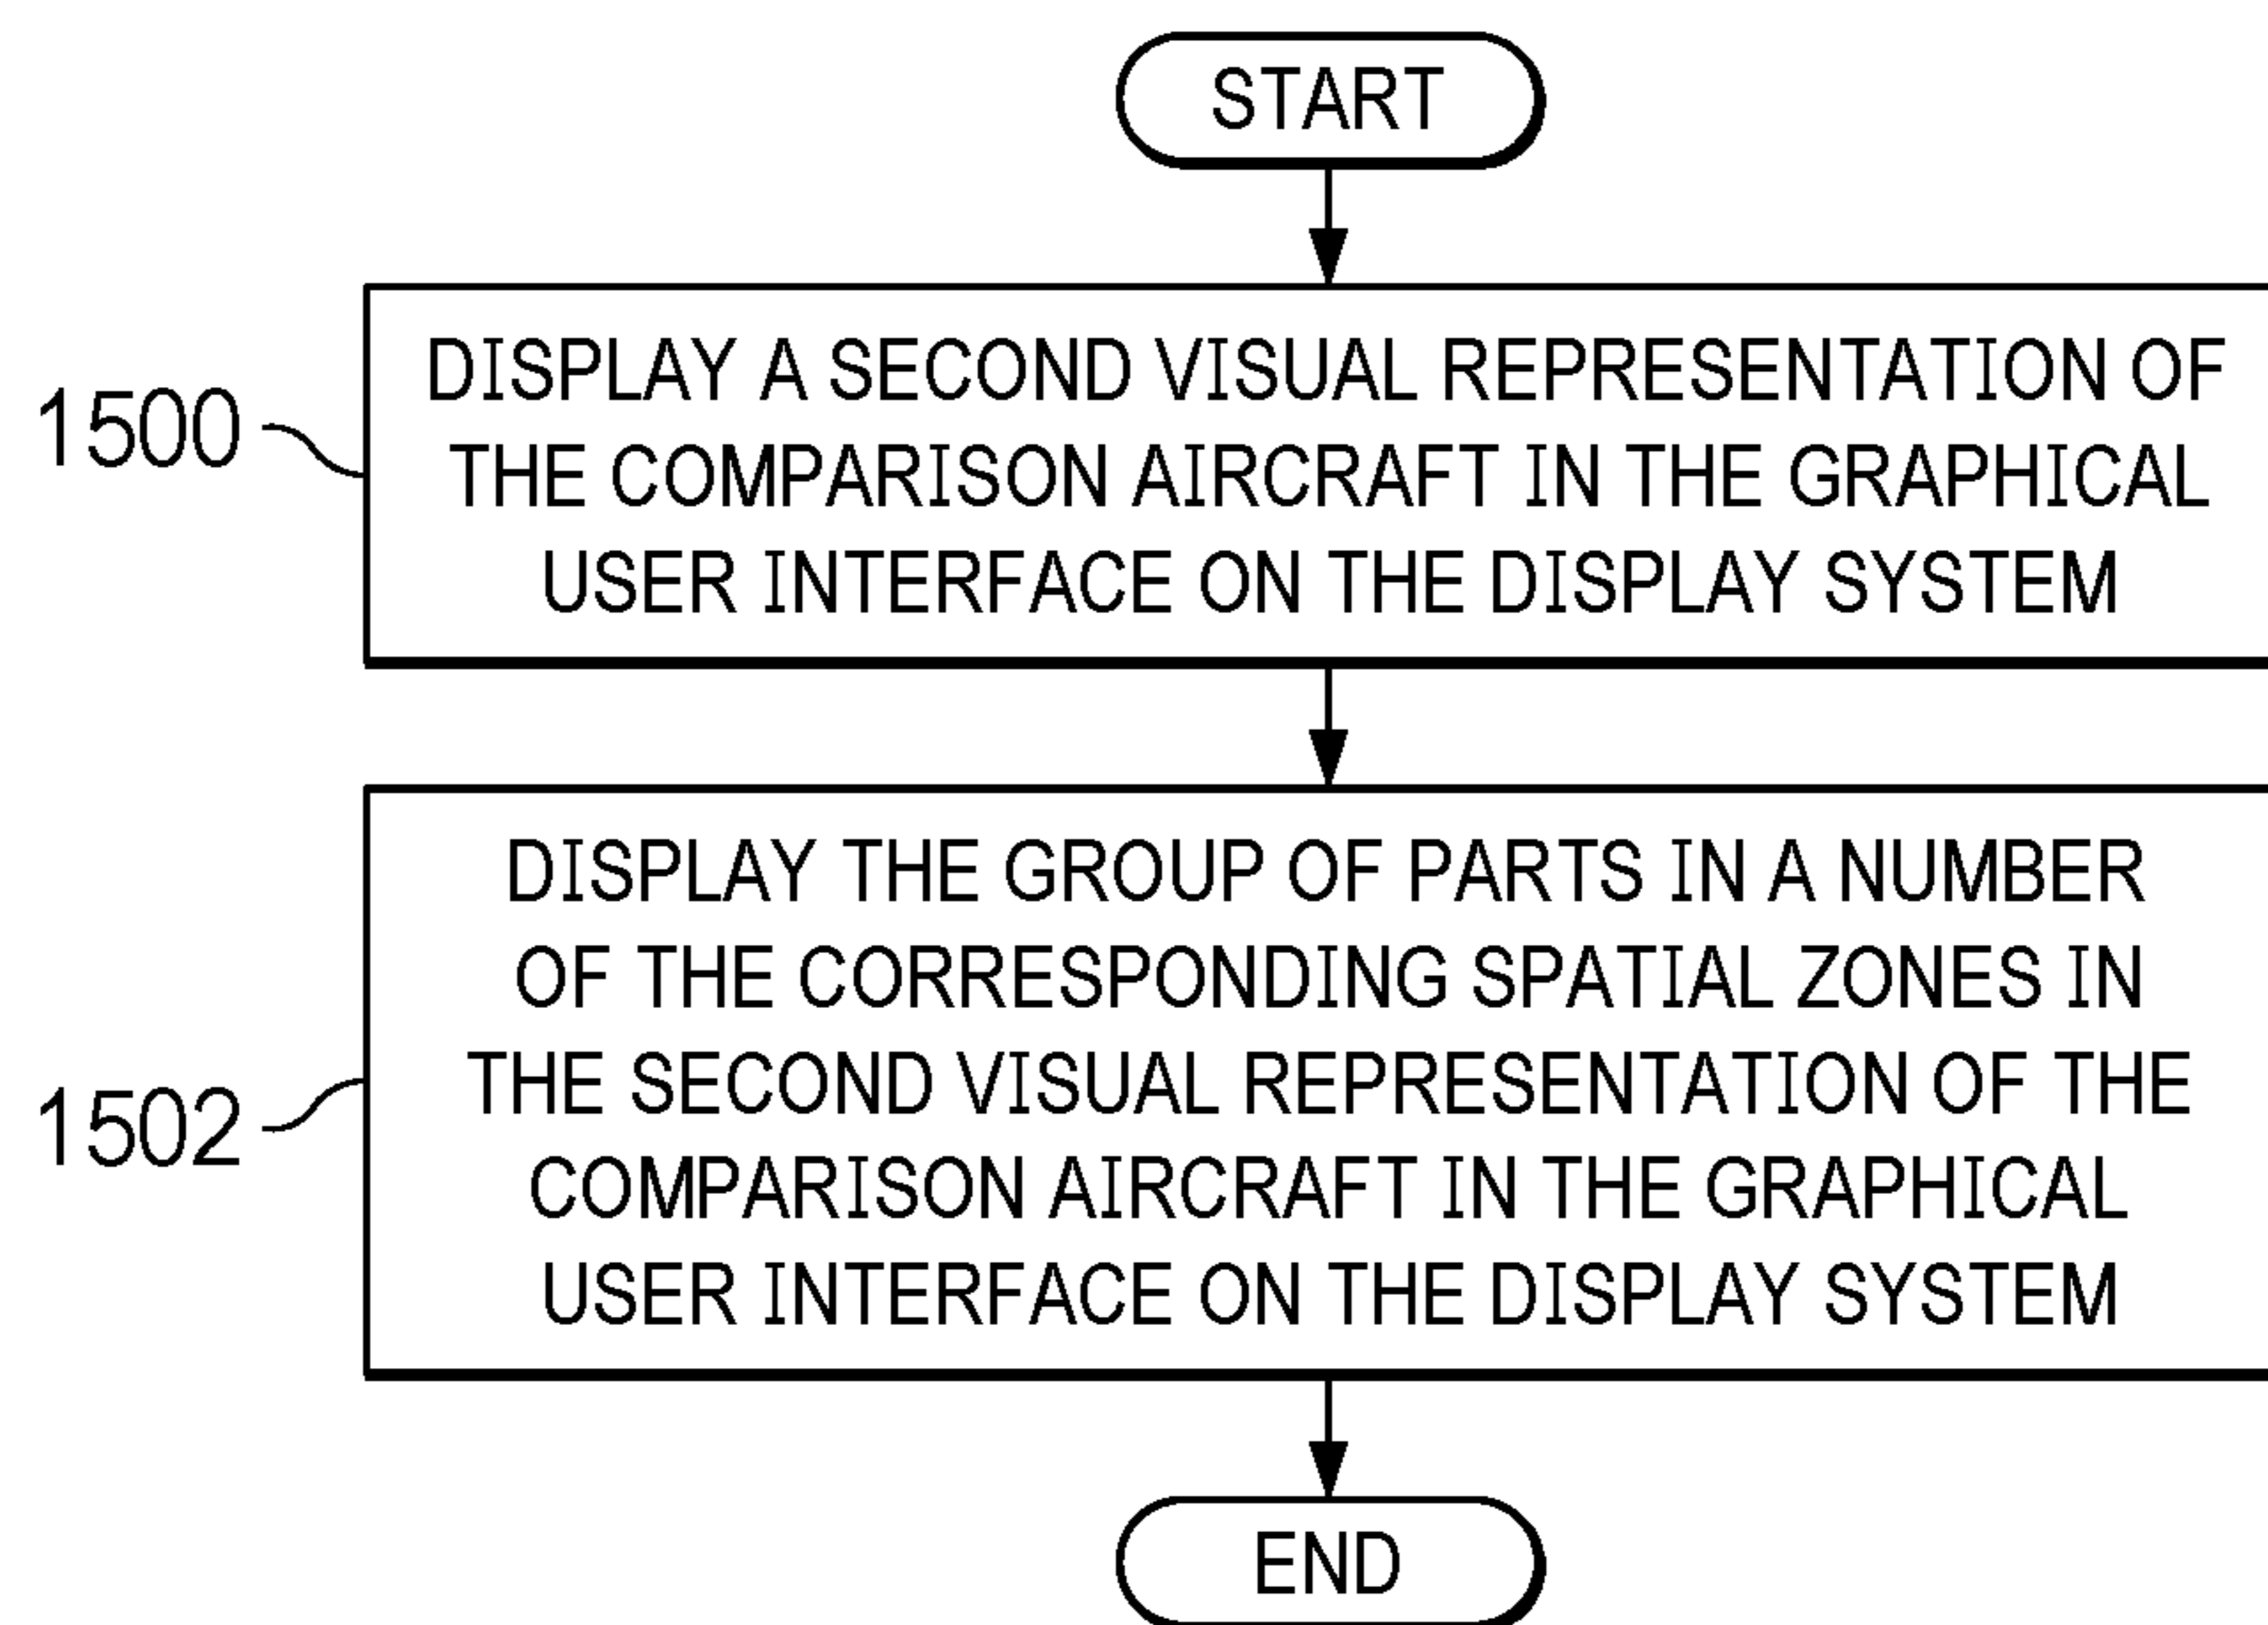 START
1500
DISPLAY A SECOND VISUAL REPRESENTATION OF
THE COMPARISON AIRCRAFT IN THE GRAPHICAL
USER INTERFACE ON THE DISPLAY SYSTEM
1502
DISPLAY THE GROUP OF PARTS IN A NUMBER
OF THE CORRESPONDING SPATIAL ZONES IN
THE SECOND VISUAL REPRESENTATION OF THE
COMPARISON AIRCRAFT IN THE GRAPHICAL
USER INTERFACE ON THE DISPLAY SYSTEM
END